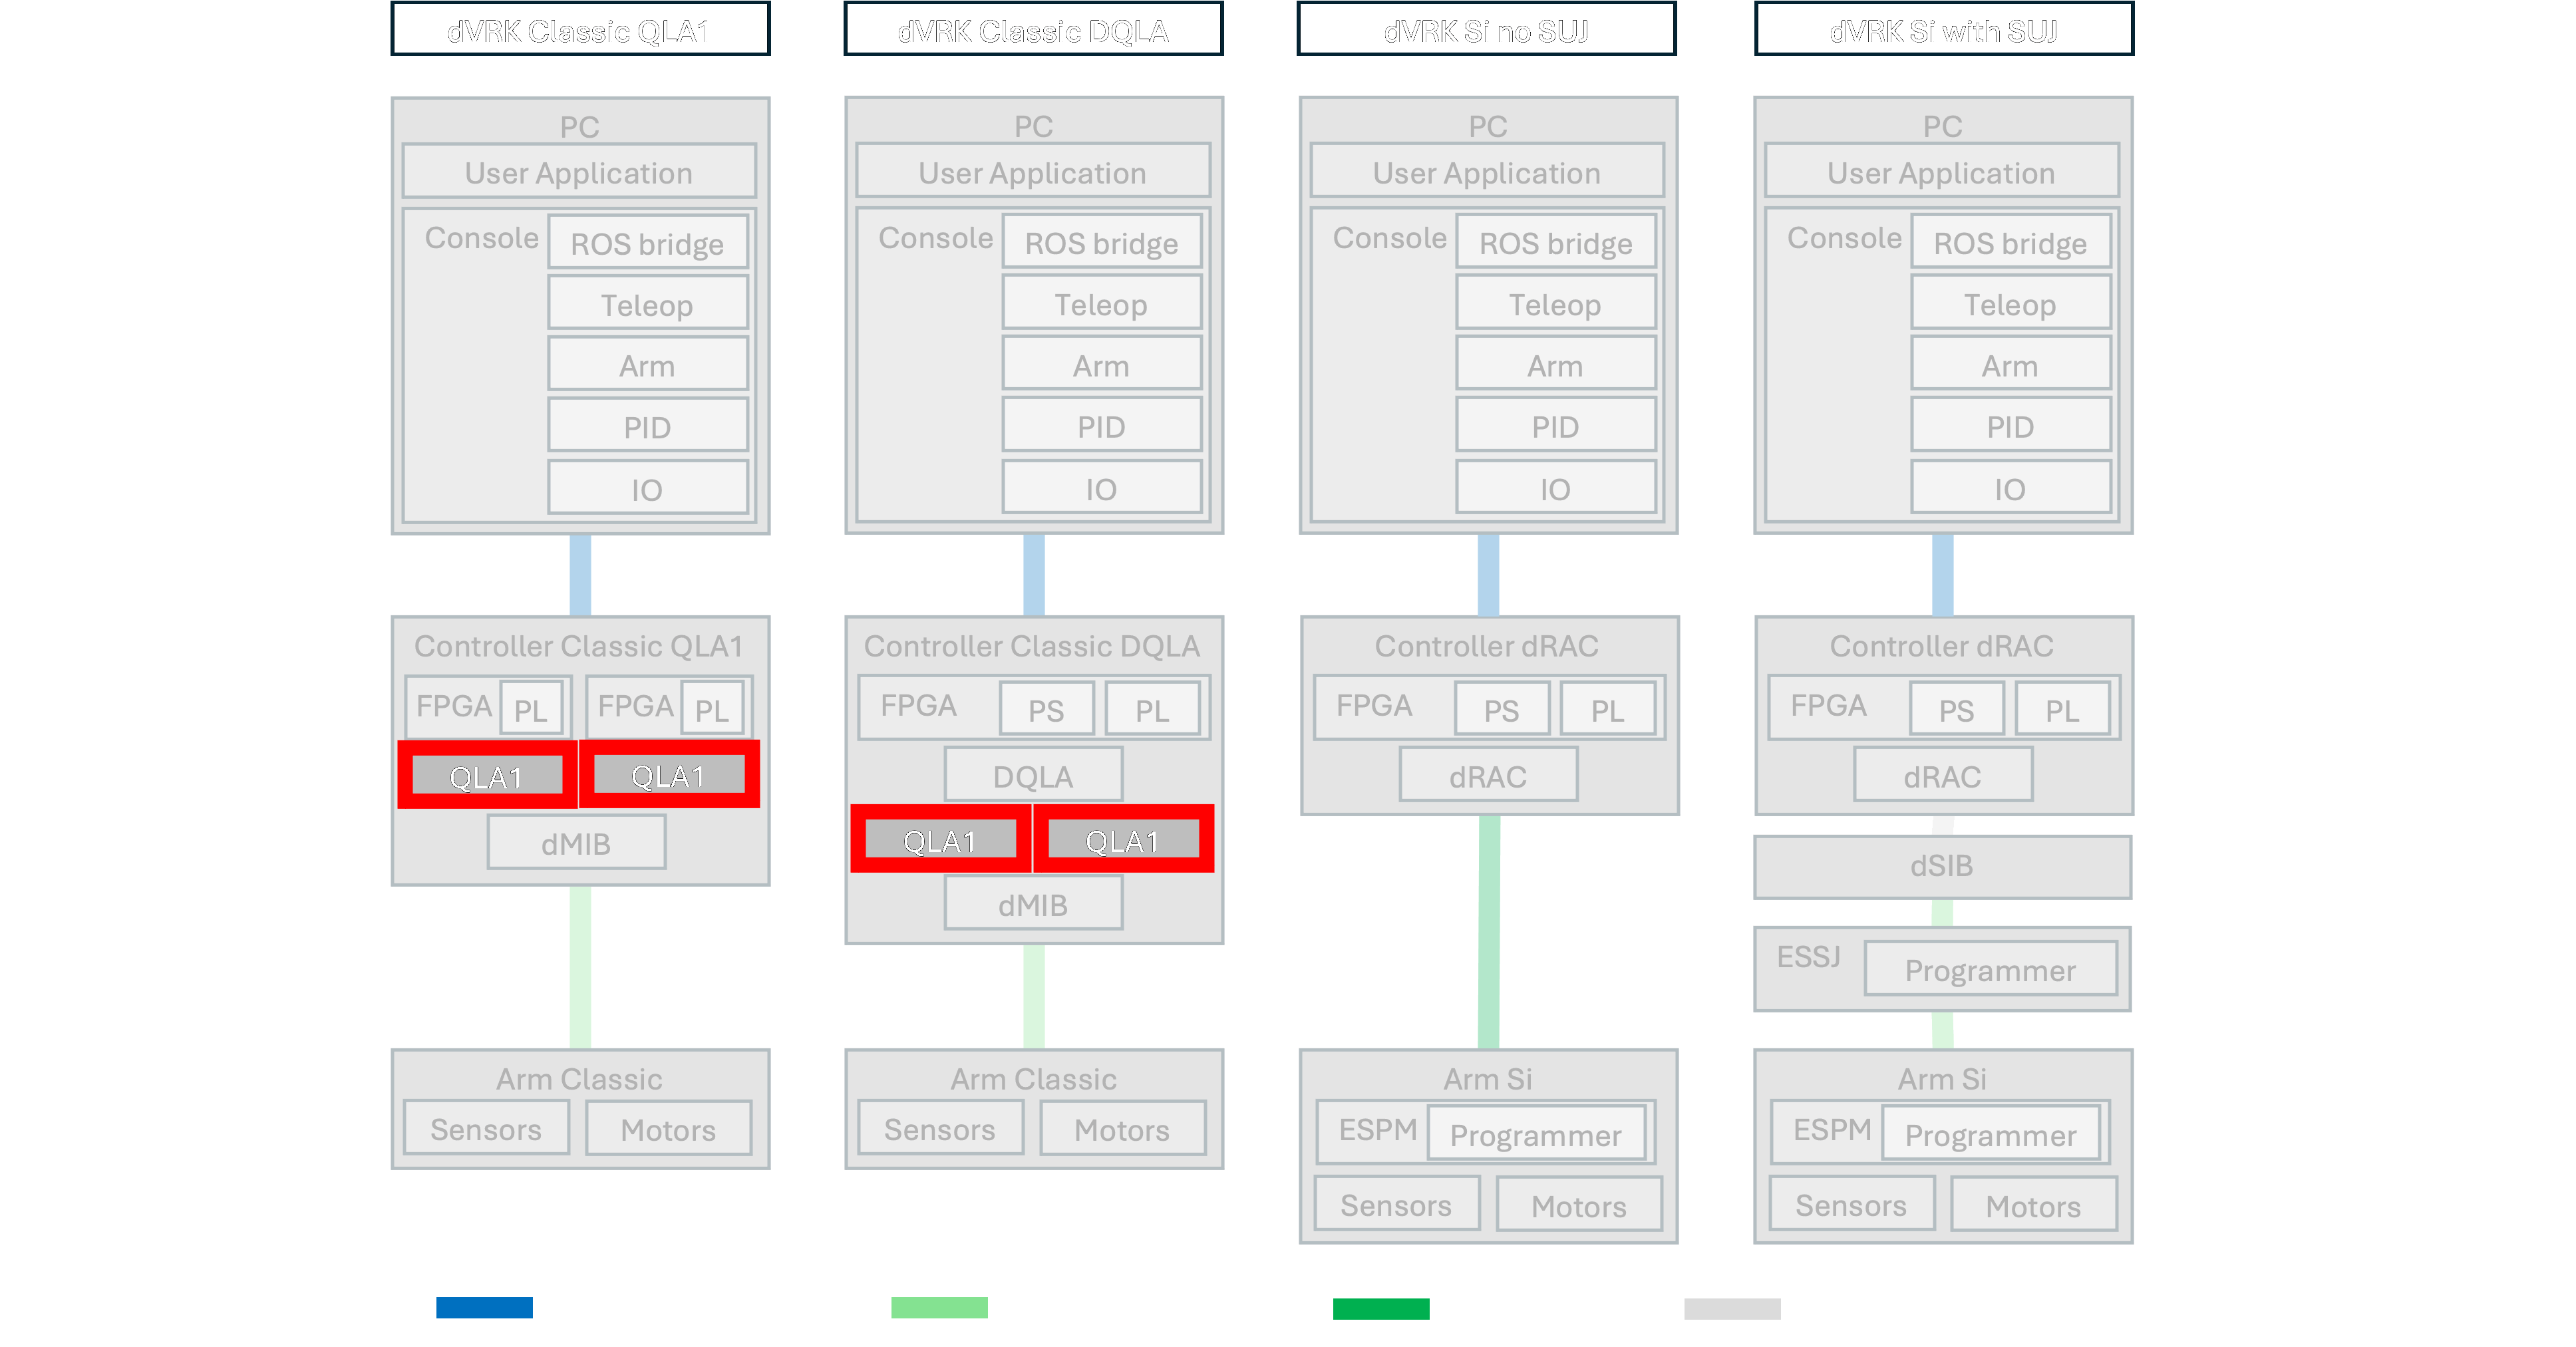 dVRK Classic QLA1
dVRK Classic DQLA
dVRK Si no SUJ
dVRK Si with SUJ
PC
User Application
Console
ROS bridge
Teleop
Arm
PID
IO
Controller Classic QLA1
FPGA
PL
FPGA
PL
QLA1
QLA1
dMIB
Arm Classic
Sensors
Motors
PC
User Application
Console
ROS bridge
Teleop
Arm
PID
IO
Controller Classic DQLA
FPGA
PS
PL
DQLA
QLA1
QLA1
dMIB
Arm Classic
Sensors
Motors
PC
User Application
Console
ROS bridge
Teleop
Arm
PID
IO
Controller dRAC
FPGA
PS
PL
dRAC
Arm Si
ESPM
Programmer
Sensors
Motors
PC
User Application
Console
ROS bridge
Teleop
Arm
PID
IO
Controller dRAC
FPGA
PS
PL
dRAC
dSIB
ESSJ
Programmer
Arm Si
ESPM
Programmer
Sensors
Motors